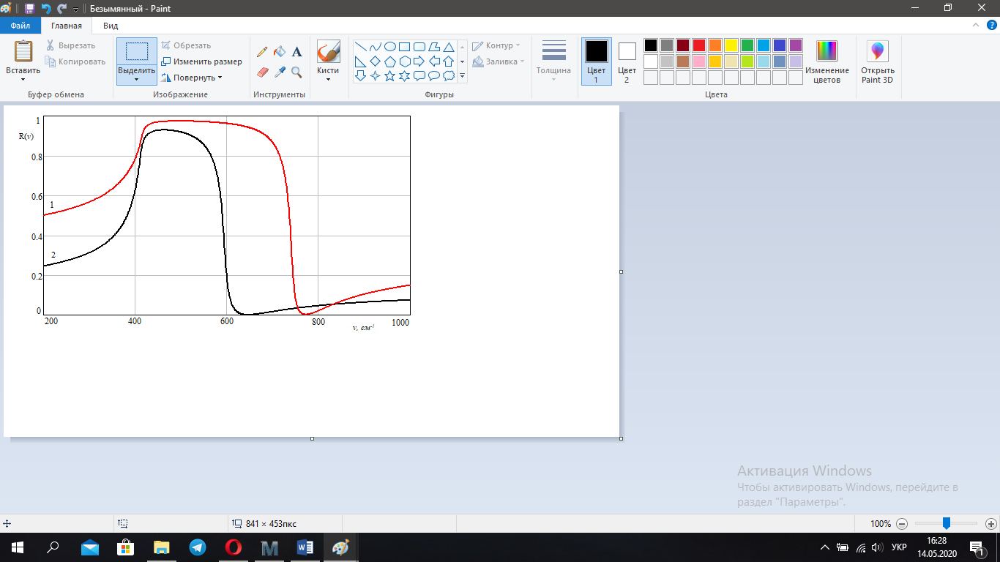 Безымянный - Paint
Файл
Главная
Вид
Вставить
Вырезать
Копировать
Буфер обмена
Выделить
Обрезать
Изменить размер
Повернуть
Изображение
A
Инструменты
Кисти
Контур
Заливка
Фигуры
Толщина
Цвет
1
Цвет
2
Изменение
цветов
Цвета
Открыть
Paint 3D
1
R(ν)
0.8
0.6
1
0.4
2
0.2
0
200
400
600
800
1000
ν, см⁻¹
Активация Windows
Чтобы активировать Windows, перейдите в
раздел "Параметры".
841 × 453пкс
100%
УКР
16:28
14.05.2020
1